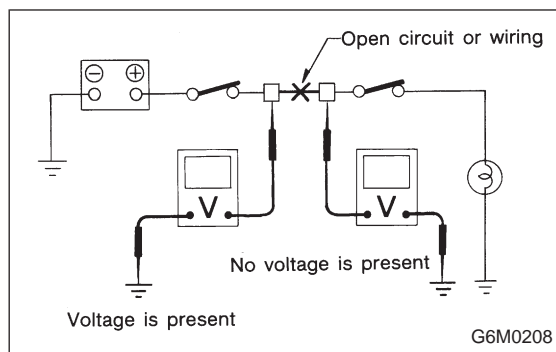 Open circuit or wiring
⊖ ⊕
V
V
No voltage is present
Voltage is present
G6M0208